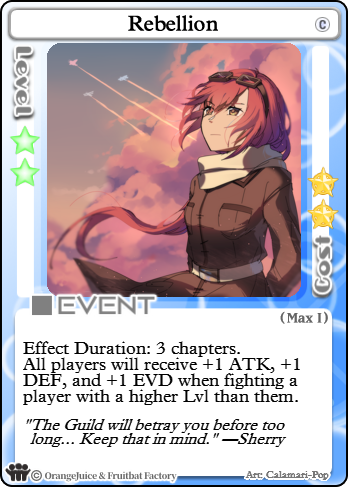 Rebellion
C
Level
Cost
EVENT
(Max 1)
Effect Duration: 3 chapters.
All players will receive +1 ATK, +1
DEF, and +1 EVD when fighting a
player with a higher Lvl than them.
"The Guild will betray you before too
long... Keep that in mind." —Sherry
© OrangeJuice & Fruitbat Factory
Arc: Calamari-Pop